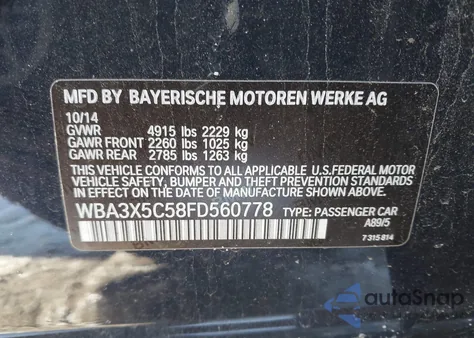 MFD BY BAYERISCHE MOTOREN WERKE AG
10/14
GVWR 4915 lbs 2229 kg
GAWR FRONT 2260 lbs 1025 kg
GAWR REAR 2785 lbs 1263 kg
THIS VEHICLE CONFORMS TO ALL APPLICABLE U.S.FEDERAL MOTOR
VEHICLE SAFETY, BUMPER, AND THEFT PREVENTION STANDARDS
IN EFFECT ON THE DATE OF MANUFACTURE SHOWN ABOVE.
WBA3X5C58FD560778 TYPE: PASSENGER CAR
A89/5
7 315 814
autoSnap